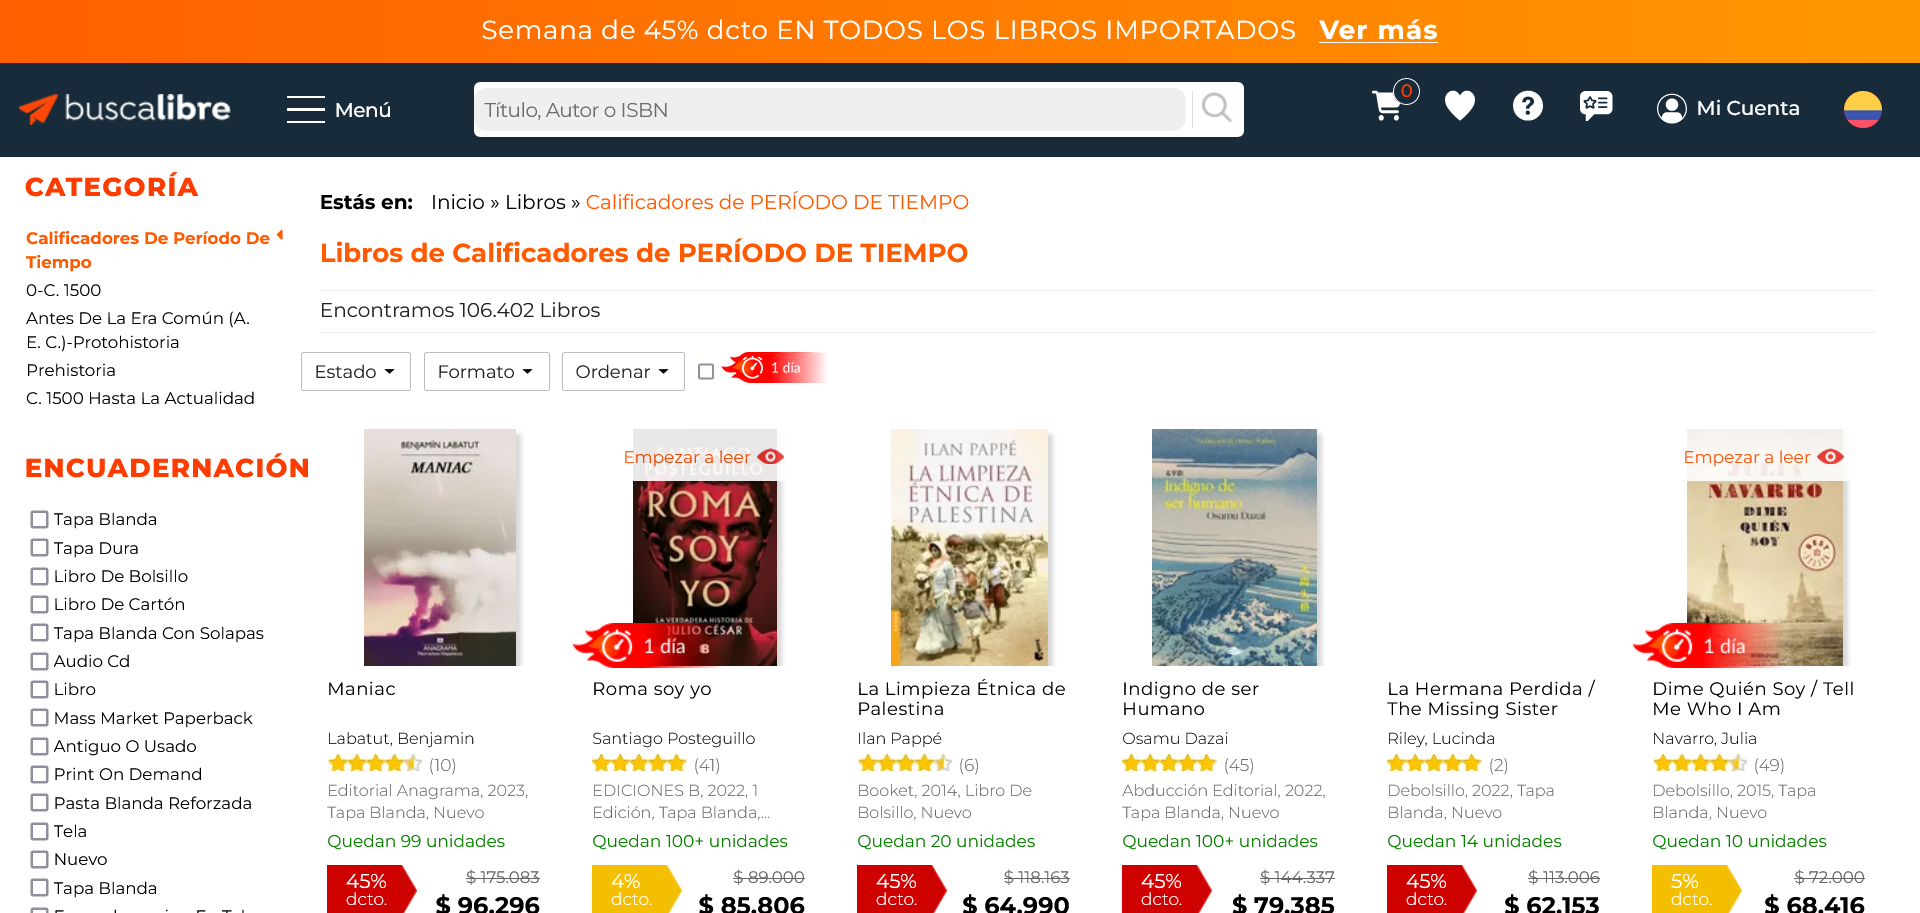 Semana de 45% dcto EN TODOS LOS LIBROS IMPORTADOS Ver más
buscalibre
Menú
Título, Autor o ISBN
0
Mi Cuenta
CATEGORÍA
Calificadores De Período De
Tiempo
0-C. 1500
Antes De La Era Común (A.
E. C.)-Protohistoria
Prehistoria
C. 1500 Hasta La Actualidad
ENCUADERNACIÓN
Tapa Blanda
Tapa Dura
Libro De Bolsillo
Libro De Cartón
Tapa Blanda Con Solapas
Audio Cd
Libro
Mass Market Paperback
Antiguo O Usado
Print On Demand
Pasta Blanda Reforzada
Tela
Nuevo
Tapa Blanda
Estás en: Inicio » Libros » Calificadores de PERÍODO DE TIEMPO
Libros de Calificadores de PERÍODO DE TIEMPO
Encontramos 106.402 Libros
Estado
Formato
Ordenar
1 día
BENJAMÍN LABATUT
MANIAC
ANAGRAMA
Maniac
Labatut, Benjamin
(10)
Editorial Anagrama, 2023,
Tapa Blanda, Nuevo
Quedan 99 unidades
45%
dcto.
$ 175.083
$ 96.296
Empezar a leer
POSTEGUILLO
ROMA
SOY
YO
LA VERDADERA HISTORIA DE
JULIO CÉSAR
1 día
Roma soy yo
Santiago Posteguillo
(41)
EDICIONES B, 2022, 1
Edición, Tapa Blanda,...
Quedan 100+ unidades
4%
dcto.
$ 89.000
$ 85.806
ILAN PAPPÉ
LA LIMPIEZA
ÉTNICA DE
PALESTINA
La Limpieza Étnica de
Palestina
Ilan Pappé
(6)
Booket, 2014, Libro De
Bolsillo, Nuevo
Quedan 20 unidades
45%
dcto.
$ 118.163
$ 64.990
Indigno de
ser humano
Osamu Dazai
Indigno de ser
Humano
Osamu Dazai
(45)
Abducción Editorial, 2022,
Tapa Blanda, Nuevo
Quedan 100+ unidades
45%
dcto.
$ 144.337
$ 79.385
La Hermana Perdida /
The Missing Sister
Riley, Lucinda
(2)
Debolsillo, 2022, Tapa
Blanda, Nuevo
Quedan 14 unidades
45%
dcto.
$ 113.006
$ 62.153
Empezar a leer
JULIA
NAVARRO
DIME
QUIÉN
SOY
1 día
Dime Quién Soy / Tell
Me Who I Am
Navarro, Julia
(49)
Debolsillo, 2015, Tapa
Blanda, Nuevo
Quedan 10 unidades
5%
dcto.
$ 72.000
$ 68.416